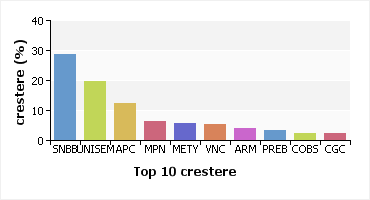 40
30
20
10
0
crestere (%)
SNBB UNISEM APC MPN METY VNC ARM PREB COBS CGC
Top 10 crestere